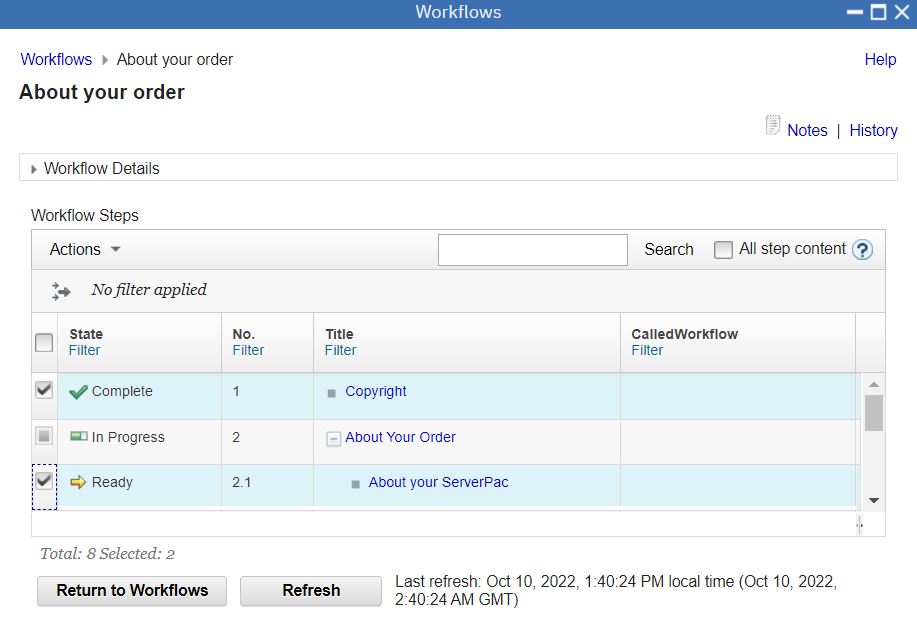 Workflows
Workflows About your order Help
About your order
Notes | History
Workflow Details
Workflow Steps
Actions Search All step content ?
No filter applied
State No. Title CalledWorkflow
Filter Filter Filter Filter
Complete 1 Copyright
In Progress 2 About Your Order
Ready 2.1 About your ServerPac
Total: 8 Selected: 2
Return to Workflows Refresh Last refresh: Oct 10, 2022, 1:40:24 PM local time (Oct 10, 2022,
2:40:24 AM GMT)